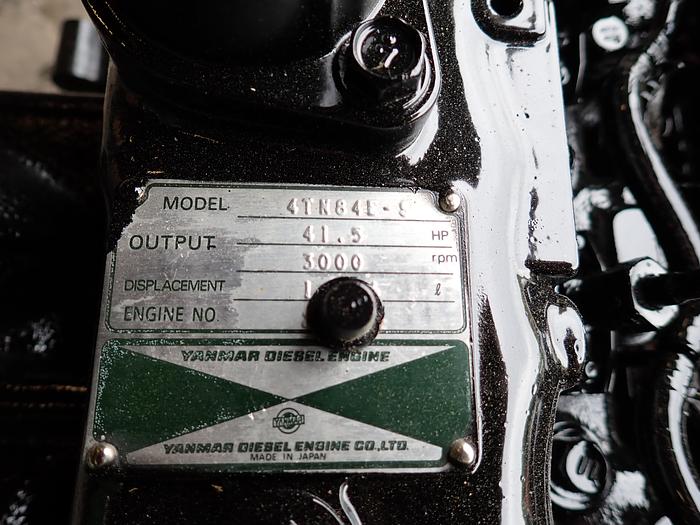 MODEL 4TN84E-S
OUTPUT 41.5 HP
3000 rpm
DISPLACEMENT ℓ
ENGINE NO.
YANMAR DIESEL ENGINE
YANMAR
YANMAR DIESEL ENGINE CO.,LTD.
MADE IN JAPAN